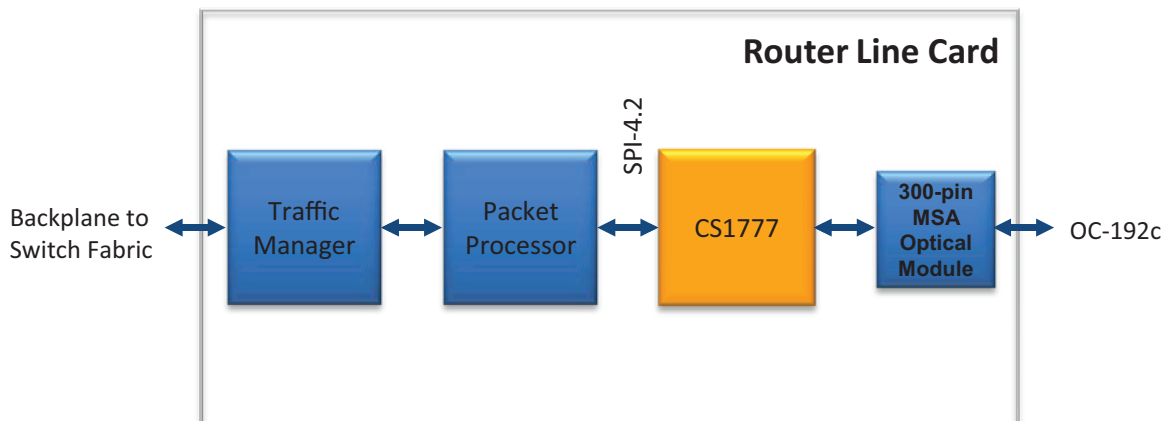 Router Line Card
SPI-4.2
Backplane to
Switch Fabric
Traffic
Manager
Packet
Processor
CS1777
300-pin
MSA
Optical
Module
OC-192c